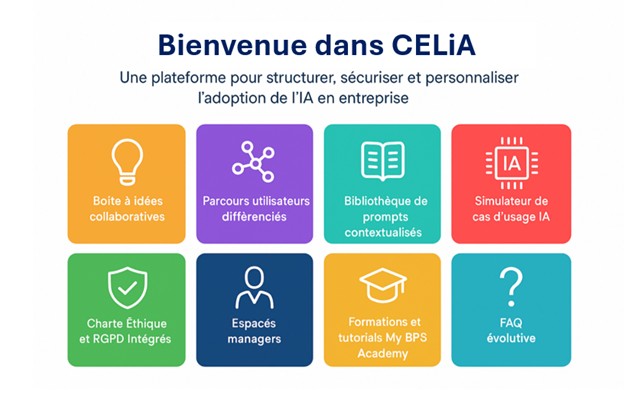 Bienvenue dans CELiA
Une plateforme pour structurer, sécuriser et personnaliser
l'adoption de l'IA en entreprise
Boite à idées
collaboratives
Parcours utilisateurs
diffèrenciés
Bibliothèque de
prompts
contextualisés
IA
Simulateur de
cas d'usage IA
Charte Êthique
et RGPD Intégrés
Espacés
managers
Formations et
tutorials My BPS
Academy
?
FAQ
évolutive